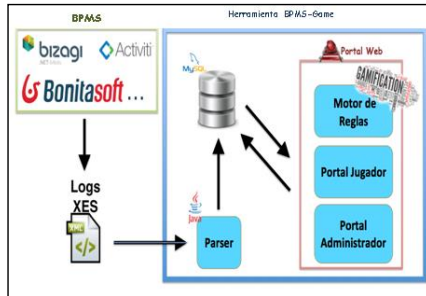 BPMS
bizagi
Activiti
Bonitasoft ...
Logs
XES
XML
Herramienta BPMS-Game
MySQL
Java
Parser
Portal Web
GAMIFICATION
Motor de
Reglas
Portal Jugador
Portal
Administrador